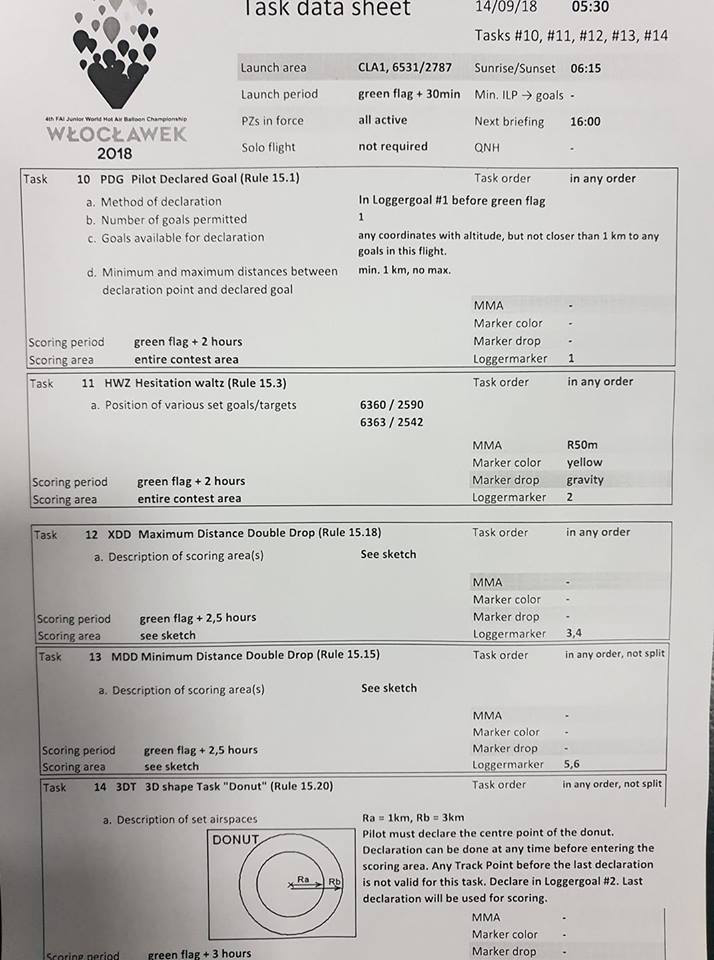 Task data sheet 14/09/18 05:30
Tasks #10, #11, #12, #13, #14
Launch area CLA1, 6531/2787 Sunrise/Sunset 06:15
Launch period green flag + 30min Min. ILP → goals -
PZs in force all active Next briefing 16:00
Solo flight not required QNH -
4th FAI Junior World Hot Air Balloon Championship
WŁOCŁAWEK
2018
Task 10 PDG Pilot Declared Goal (Rule 15.1) Task order in any order
a. Method of declaration In Loggergoal #1 before green flag
b. Number of goals permitted 1
c. Goals available for declaration any coordinates with altitude, but not closer than 1 km to any
goals in this flight.
d. Minimum and maximum distances between min. 1 km, no max.
declaration point and declared goal
MMA -
Marker color -
Scoring period green flag + 2 hours Marker drop -
Scoring area entire contest area Loggermarker 1
Task 11 HWZ Hesitation waltz (Rule 15.3) Task order in any order
a. Position of various set goals/targets 6360 / 2590
6363 / 2542
MMA R50m
Marker color yellow
Scoring period green flag + 2 hours Marker drop gravity
Scoring area entire contest area Loggermarker 2
Task 12 XDD Maximum Distance Double Drop (Rule 15.18) Task order in any order
a. Description of scoring area(s) See sketch
MMA -
Marker color -
Scoring period green flag + 2,5 hours Marker drop -
Scoring area see sketch Loggermarker 3,4
Task 13 MDD Minimum Distance Double Drop (Rule 15.15) Task order in any order, not split
a. Description of scoring area(s) See sketch
MMA -
Marker color -
Scoring period green flag + 2,5 hours Marker drop -
Scoring area see sketch Loggermarker 5,6
Task 14 3DT 3D shape Task "Donut" (Rule 15.20) Task order in any order, not split
a. Description of set airspaces Ra = 1km, Rb = 3km
Pilot must declare the centre point of the donut.
Declaration can be done at any time before entering the
scoring area. Any Track Point before the last declaration
is not valid for this task. Declare in Loggergoal #2. Last
declaration will be used for scoring.
DONUT
Ra Rb
MMA -
Marker color -
Scoring period green flag + 3 hours Marker drop -